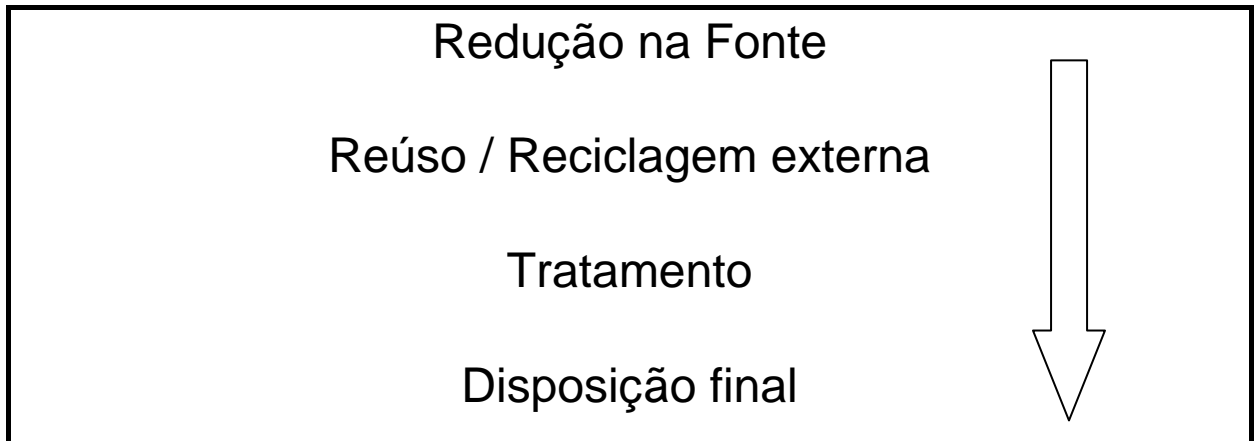 Redução na Fonte
Reúso / Reciclagem externa
Tratamento
Disposição final